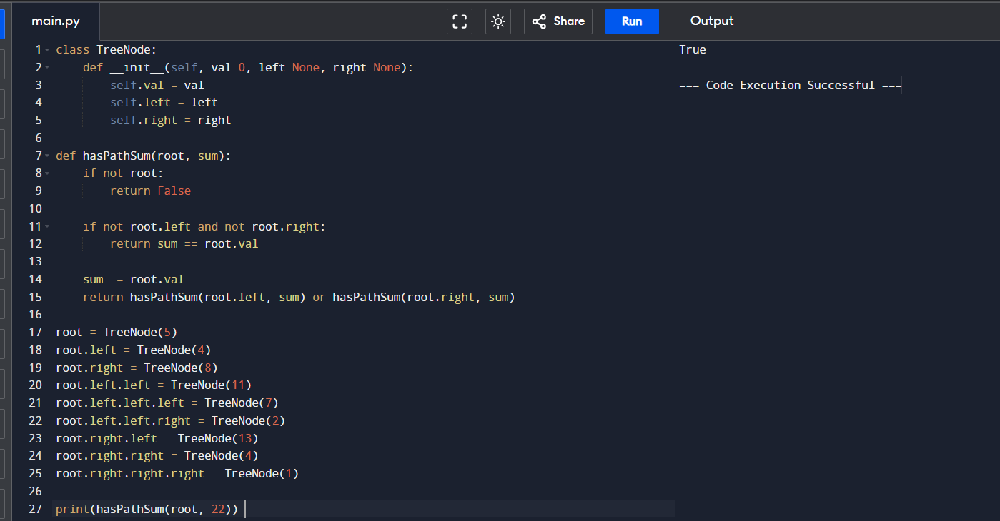 main.py
Share
Run
Output
1 class TreeNode:
2     def __init__(self, val=0, left=None, right=None):
3         self.val = val
4         self.left = left
5         self.right = right
6
7 def hasPathSum(root, sum):
8     if not root:
9         return False
10
11     if not root.left and not root.right:
12         return sum == root.val
13
14     sum -= root.val
15     return hasPathSum(root.left, sum) or hasPathSum(root.right, sum)
16
17 root = TreeNode(5)
18 root.left = TreeNode(4)
19 root.right = TreeNode(8)
20 root.left.left = TreeNode(11)
21 root.left.left.left = TreeNode(7)
22 root.left.left.right = TreeNode(2)
23 root.right.left = TreeNode(13)
24 root.right.right = TreeNode(4)
25 root.right.right.right = TreeNode(1)
26
27 print(hasPathSum(root, 22))
True
=== Code Execution Successful ===